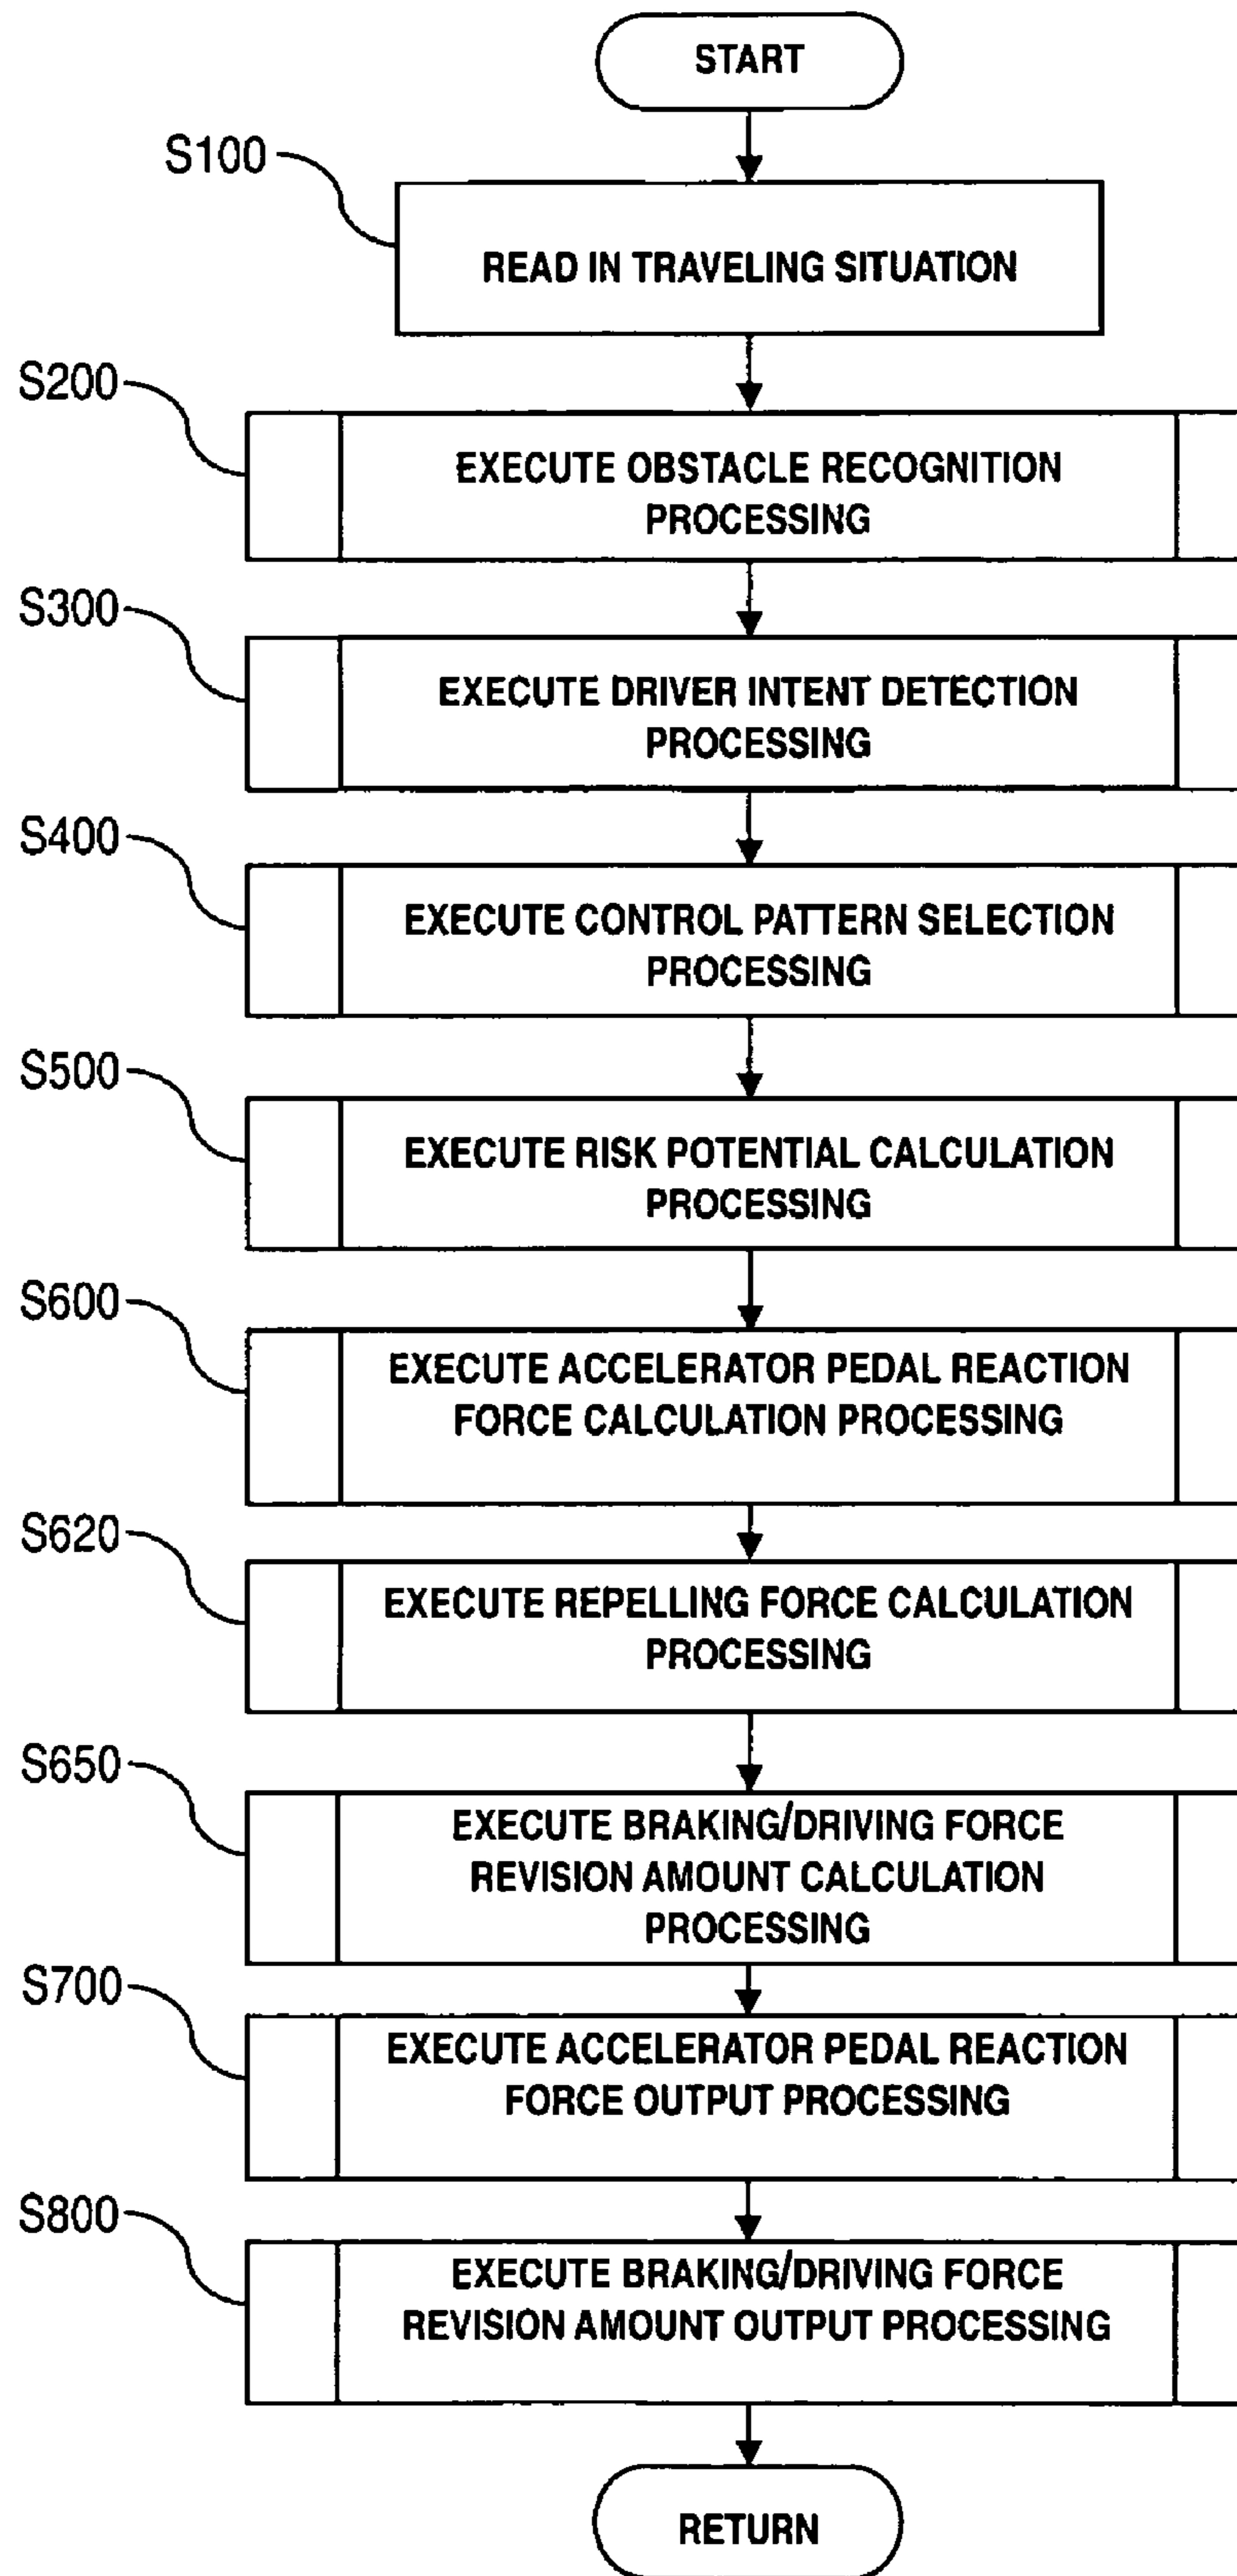 START
S100
READ IN TRAVELING SITUATION
S200
EXECUTE OBSTACLE RECOGNITION
PROCESSING
S300
EXECUTE DRIVER INTENT DETECTION
PROCESSING
S400
EXECUTE CONTROL PATTERN SELECTION
PROCESSING
S500
EXECUTE RISK POTENTIAL CALCULATION
PROCESSING
S600
EXECUTE ACCELERATOR PEDAL REACTION
FORCE CALCULATION PROCESSING
S620
EXECUTE REPELLING FORCE CALCULATION
PROCESSING
S650
EXECUTE BRAKING/DRIVING FORCE
REVISION AMOUNT CALCULATION
PROCESSING
S700
EXECUTE ACCELERATOR PEDAL REACTION
FORCE OUTPUT PROCESSING
S800
EXECUTE BRAKING/DRIVING FORCE
REVISION AMOUNT OUTPUT PROCESSING
RETURN